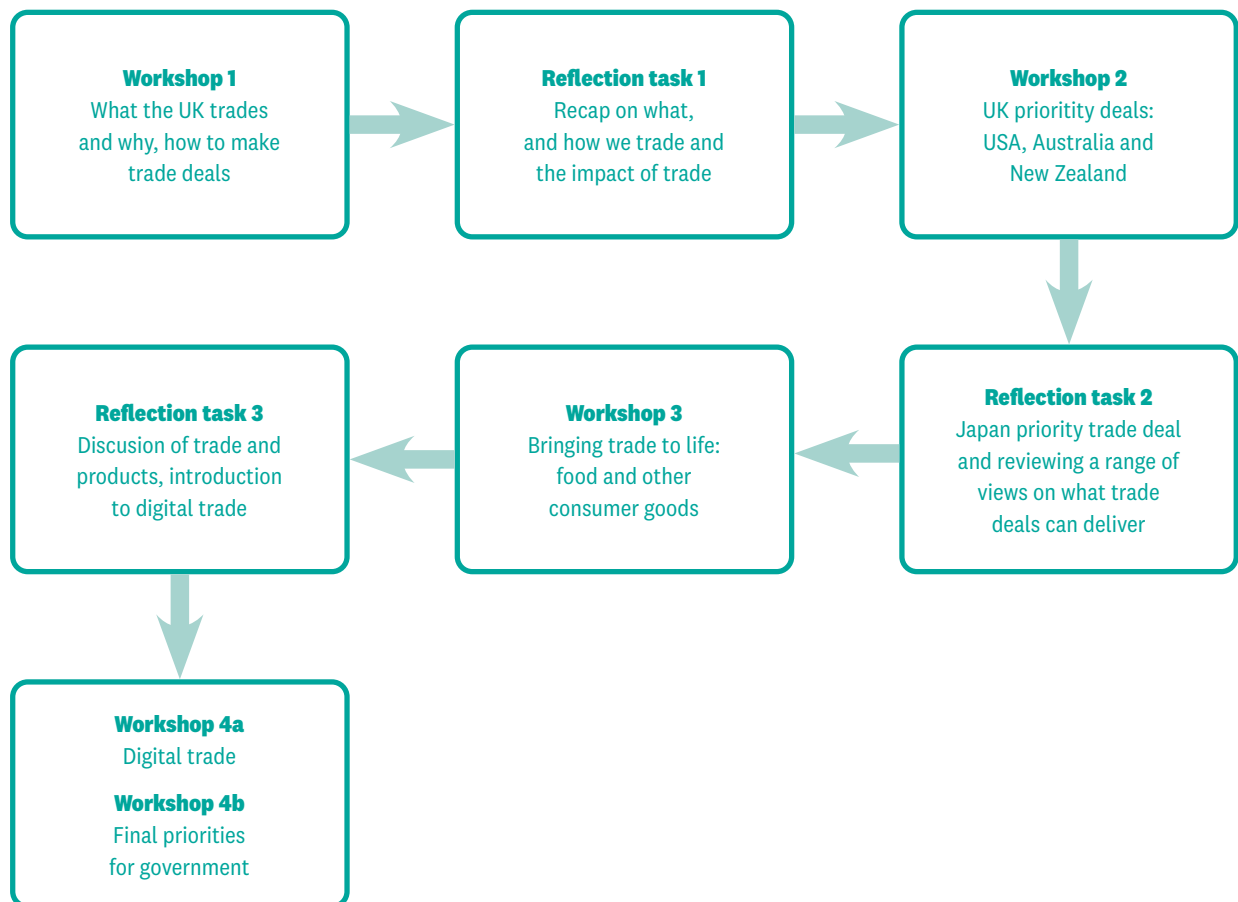 Workshop 1
What the UK trades
and why, how to make
trade deals
Reflection task 1
Recap on what,
and how we trade and
the impact of trade
Workshop 2
UK prioritity deals:
USA, Australia and
New Zealand
Reflection task 2
Japan priority trade deal
and reviewing a range of
views on what trade
deals can deliver
Workshop 3
Bringing trade to life:
food and other
consumer goods
Reflection task 3
Discusion of trade and
products, introduction
to digital trade
Workshop 4a
Digital trade
Workshop 4b
Final priorities
for government